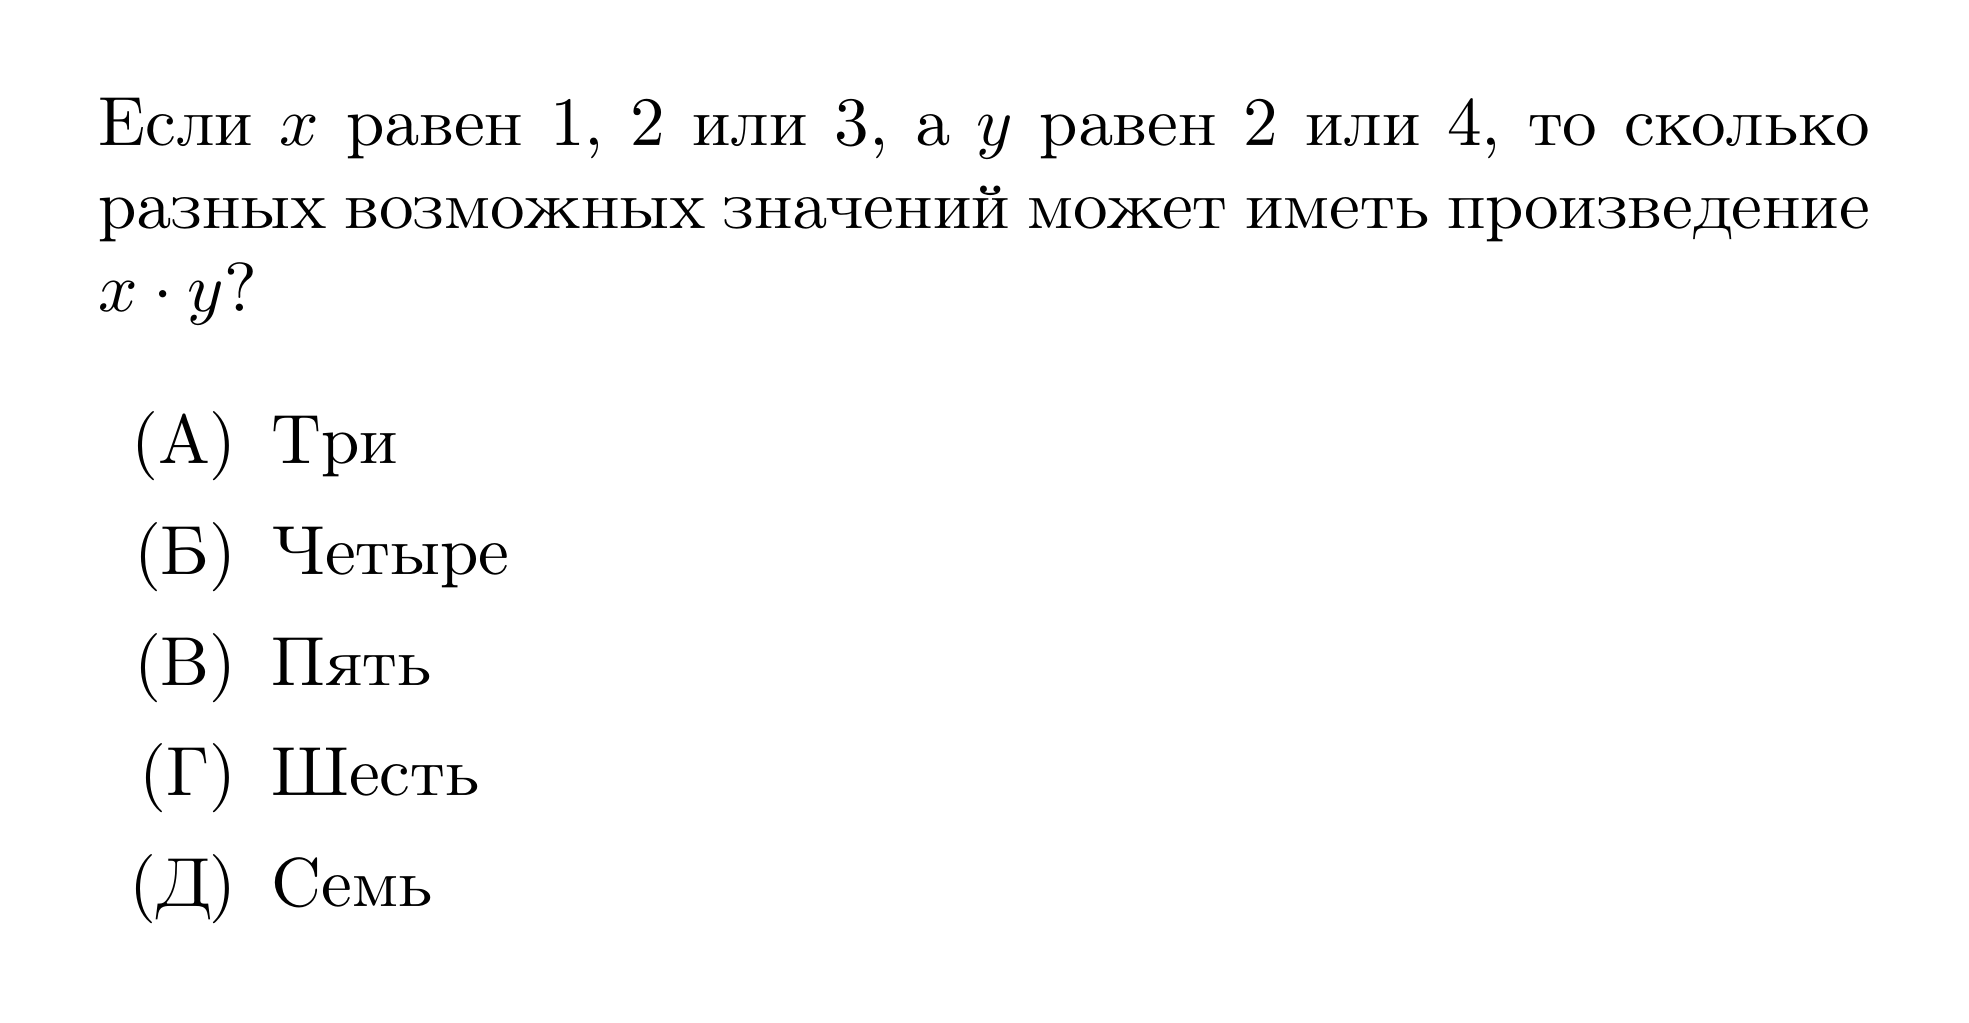 Если x равен 1, 2 или 3, а y равен 2 или 4, то сколько
разных возможных значений может иметь произведение
x · y?
(А) Три
(Б) Четыре
(В) Пять
(Г) Шесть
(Д) Семь